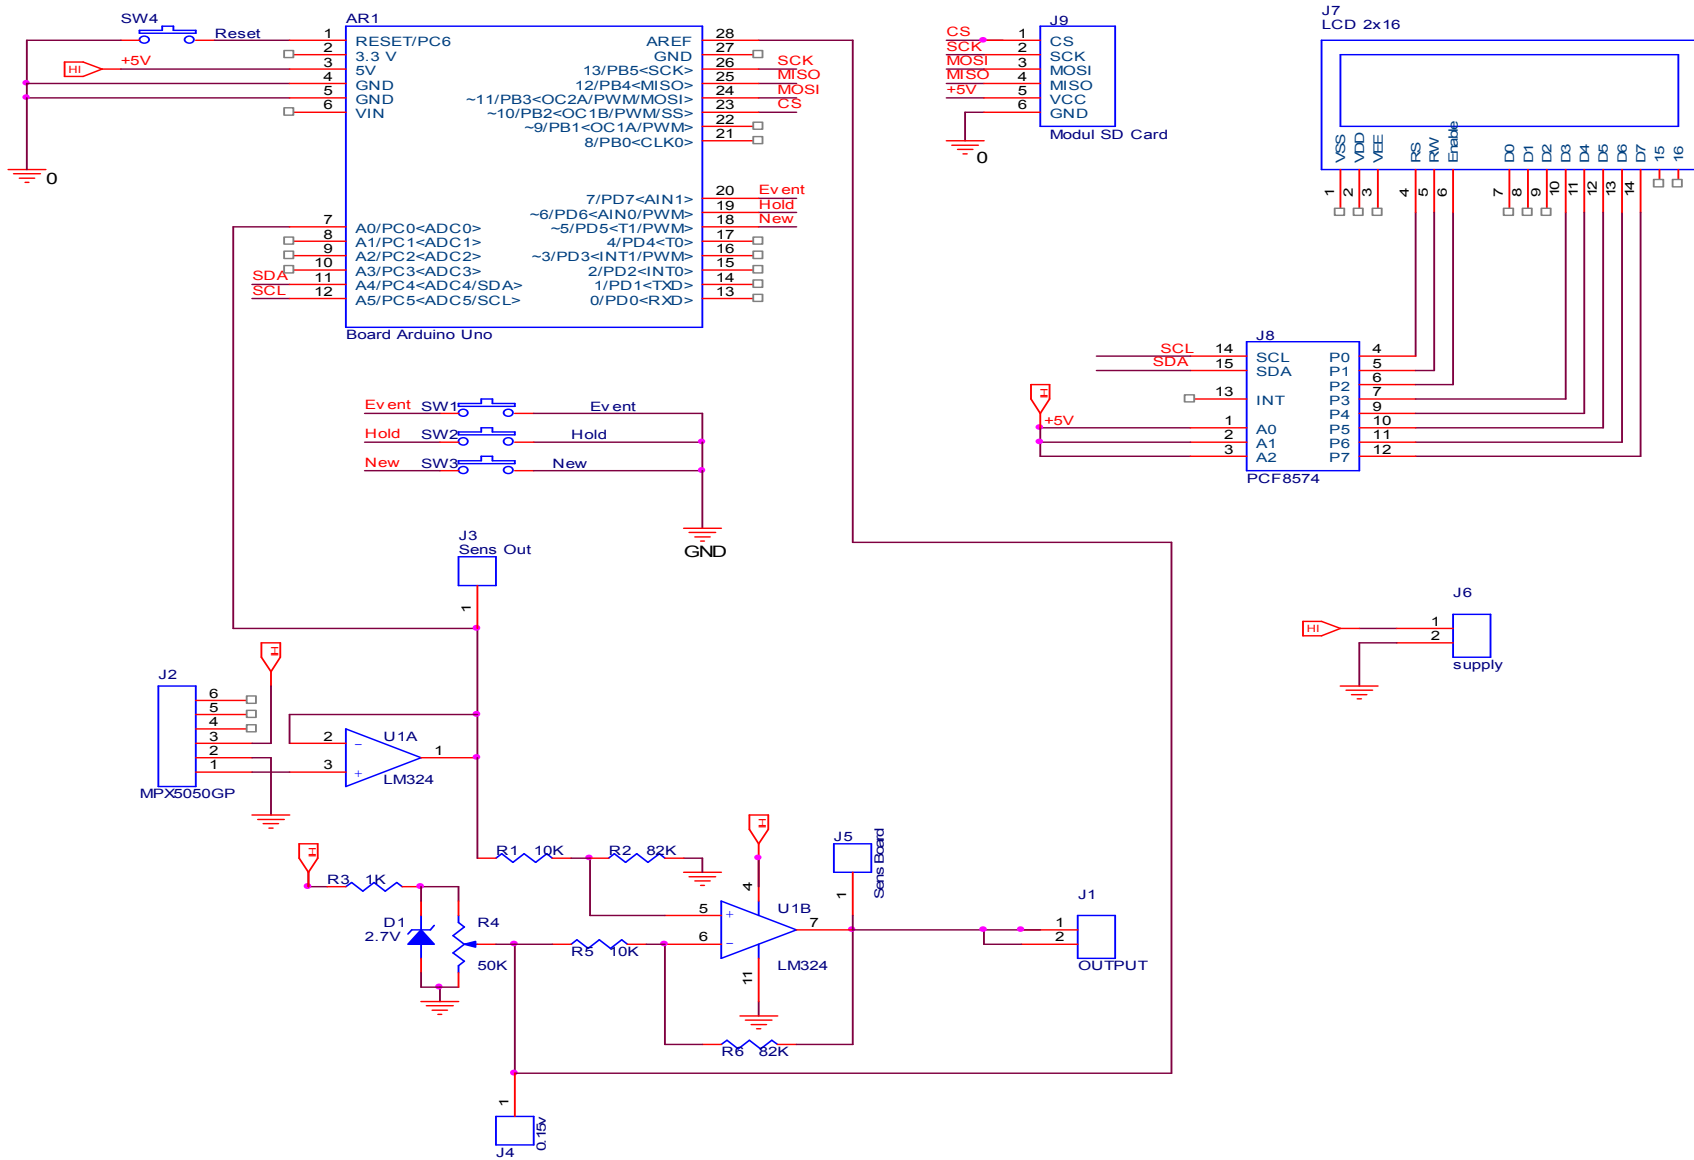 SW4
Reset
HI
+5V
0
AR1
1 RESET/PC6
2 3.3 V
3 5V
4 GND
5 GND
6 VIN
7 A0/PC0<ADC0>
8 A1/PC1<ADC1>
9 A2/PC2<ADC2>
10 A3/PC3<ADC3>
SDA 11 A4/PC4<ADC4/SDA>
SCL 12 A5/PC5<ADC5/SCL>
AREF 28
GND 27
13/PB5<SCK> 26 SCK
12/PB4<MISO> 25 MISO
~11/PB3<OC2A/PWM/MOSI> 24 MOSI
~10/PB2<OC1B/PWM/SS> 23 CS
~9/PB1<OC1A/PWM> 22
8/PB0<CLK0> 21
7/PD7<AIN1> 20 Event
~6/PD6<AIN0/PWM> 19 Hold
~5/PD5<T1/PWM> 18 New
4/PD4<T0> 17
~3/PD3<INT1/PWM> 16
2/PD2<INT0> 15
1/PD1<TXD> 14
0/PD0<RXD> 13
Board Arduino Uno
J9
CS 1 CS
SCK 2 SCK
MOSI 3 MOSI
MISO 4 MISO
+5V 5 VCC
6 GND
Modul SD Card
0
J7
LCD 2x16
VSS VDD VEE RS RW Enable D0 D1 D2 D3 D4 D5 D6 D7 15 16
1 2 3 4 5 6 7 8 9 10 11 12 13 14
J8
SCL 14 SCL
SDA 15 SDA
13 INT
HI
+5V
1 A0
2 A1
3 A2
P0 4
P1 5
P2 6
P3 7
P4 9
P5 10
P6 11
P7 12
PCF8574
Event SW1 Event
Hold SW2 Hold
New SW3 New
GND
J3
Sens Out
1
J6
HI
1
2
supply
HI
J2
6
5
4
3
2
1
MPX5050GP
2 -
3 +
U1A
1
LM324
R1 10K
R2 82K
HI
R3 1K
D1
2.7V
R4
50K
R5 10K
HI
4
5 +
6 -
U1B
7
11
LM324
R6 82K
J5
Sens Board
1
J1
1
2
OUTPUT
1
J4
0.15v